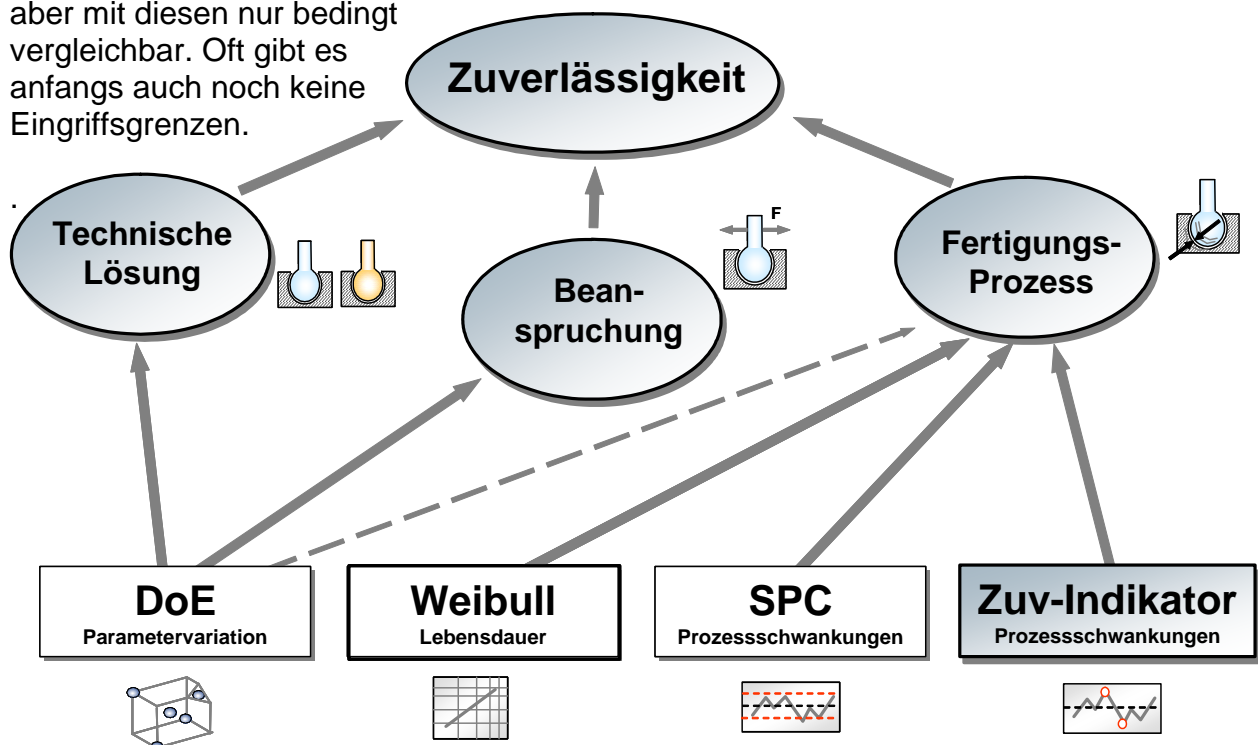 aber mit diesen nur bedingt
vergleichbar. Oft gibt es
anfangs auch noch keine
Eingriffsgrenzen.
.
Zuverlässigkeit
Technische
Lösung
F
Bean-
spruchung
Fertigungs-
Prozess
DoE
Parametervariation
Weibull
Lebensdauer
SPC
Prozessschwankungen
Zuv-Indikator
Prozessschwankungen